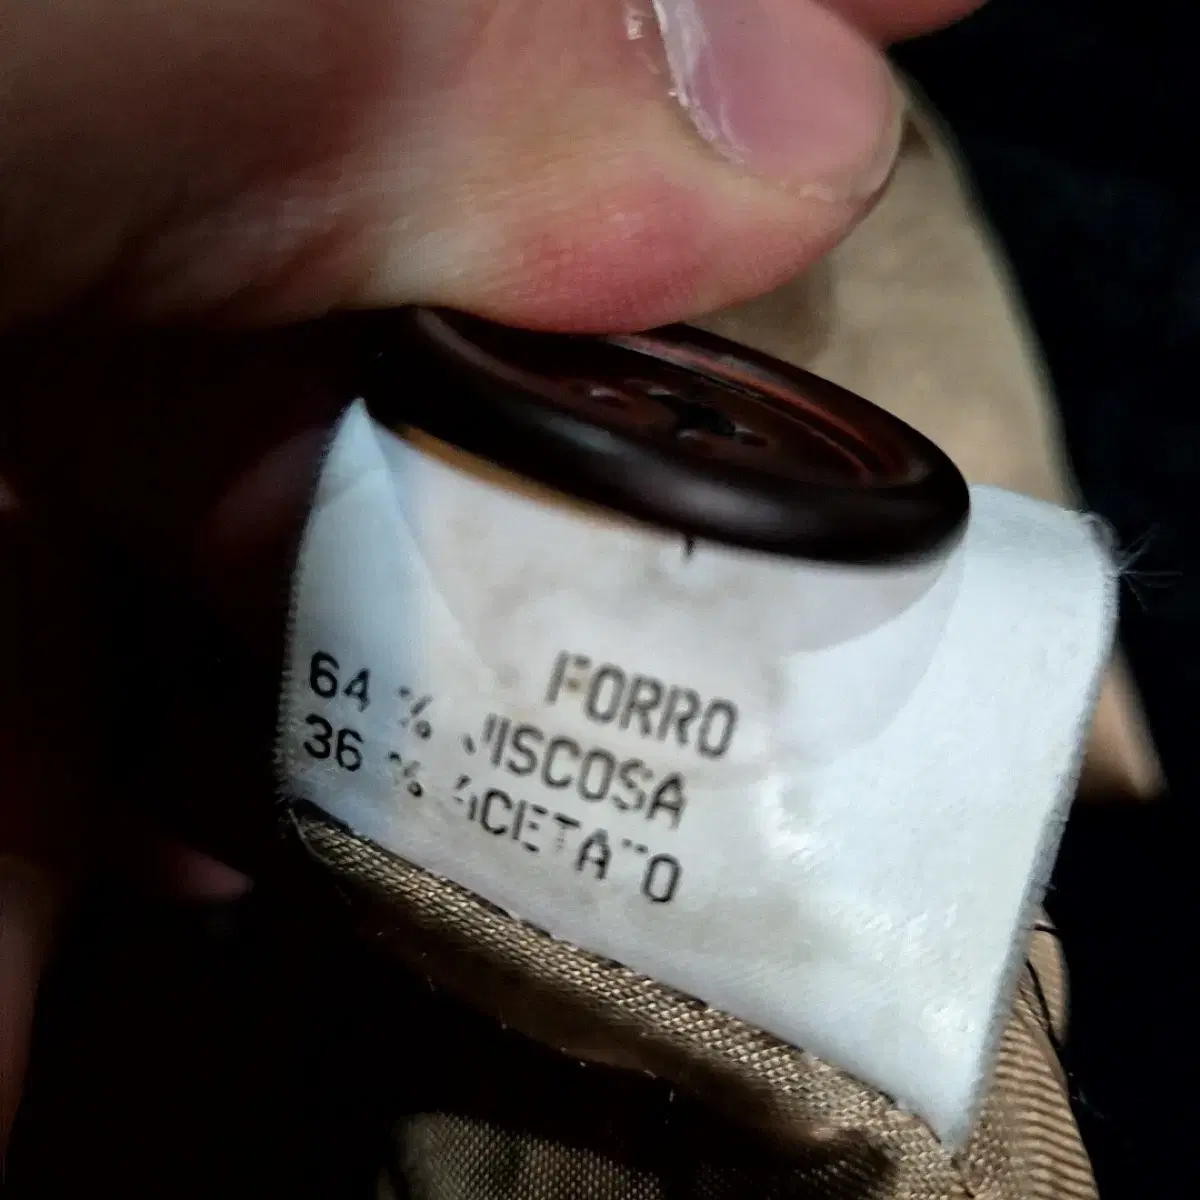 FORRO
64 % VISCOSA
36 % ACETATO